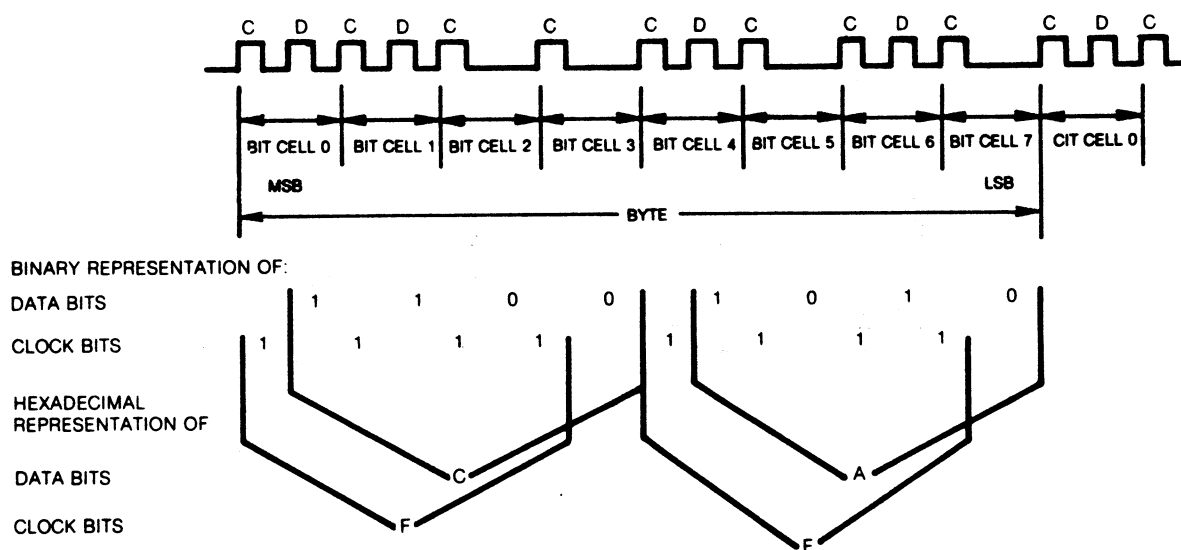 C D C D C C C D C C D C C D C
BIT CELL 0 BIT CELL 1 BIT CELL 2 BIT CELL 3 BIT CELL 4 BIT CELL 5 BIT CELL 6 BIT CELL 7 CIT CELL 0
MSB LSB
BYTE
BINARY REPRESENTATION OF:
DATA BITS 1 1 0 0 1 0 1 0
CLOCK BITS 1 1 1 1 1 1 1 1
HEXADECIMAL
REPRESENTATION OF
DATA BITS C A
CLOCK BITS F F